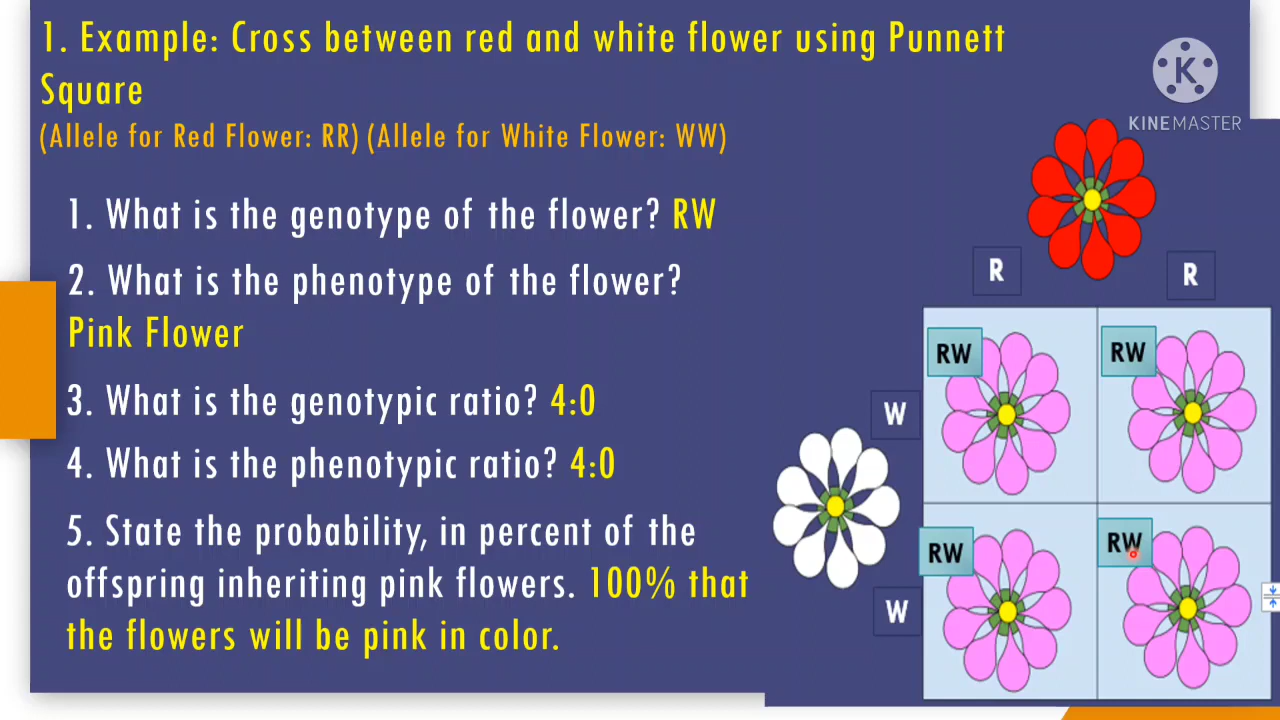 1. Example: Cross between red and white flower using Punnett
Square
(Allele for Red Flower: RR) (Allele for White Flower: WW)
K
KINEMASTER
1. What is the genotype of the flower? RW
2. What is the phenotype of the flower?
Pink Flower
3. What is the genotypic ratio? 4:0
4. What is the phenotypic ratio? 4:0
5. State the probability, in percent of the
offspring inheriting pink flowers. 100% that
the flowers will be pink in color.
R
R
RW
RW
W
RW
RW
W